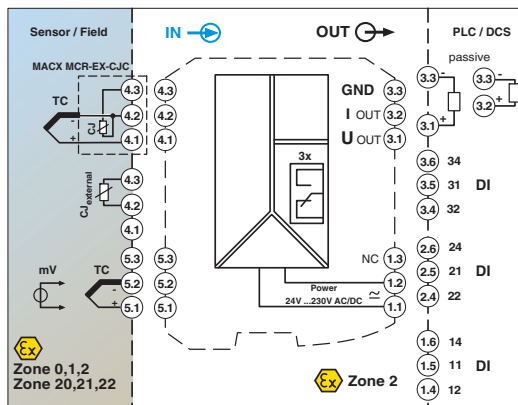 Sensor / Field
IN
OUT
PLC / DCS
MACX MCR-EX-CJC
passive
TC
CJ
-
+
4.3
4.2
4.1
4.3
4.2
4.1
GND 3.3
I OUT 3.2
U OUT 3.1
3x
3.3 -
3.1 +
3.3 -
3.2 +
3.6 34
3.5 31 DI
3.4 32
CJexternal
4.3
4.2
4.1
2.6 24
2.5 21 DI
2.4 22
mV
TC
-
+
5.3
5.2
5.1
5.3
5.2
5.1
NC 1.3
1.2
1.1
Power
24V ...230V AC/DC
1.6 14
1.5 11 DI
1.4 12
Ex
Zone 0,1,2
Zone 20,21,22
Ex Zone 2